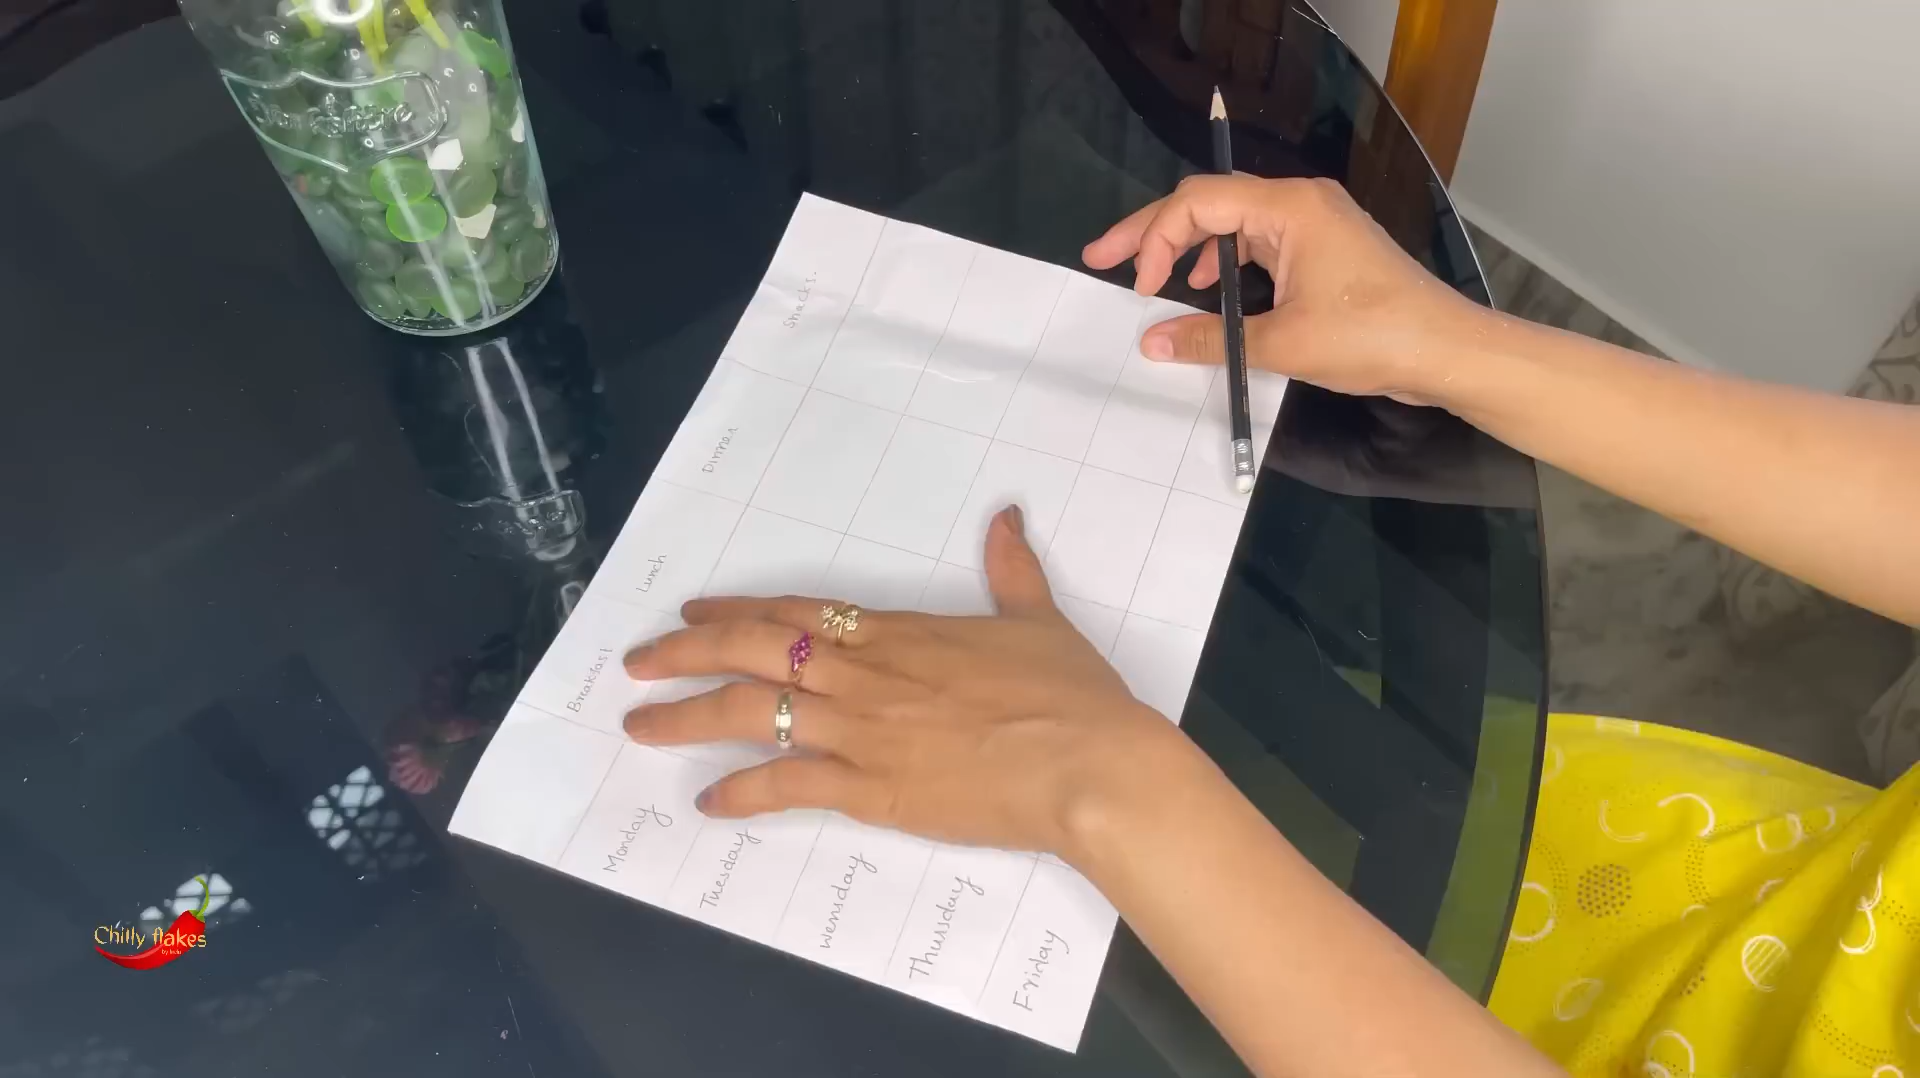 Breakfast
Lunch
Dinner
Snacks.
Monday
Tuesday
Wensday
Thursday
Friday
Chilly flakes